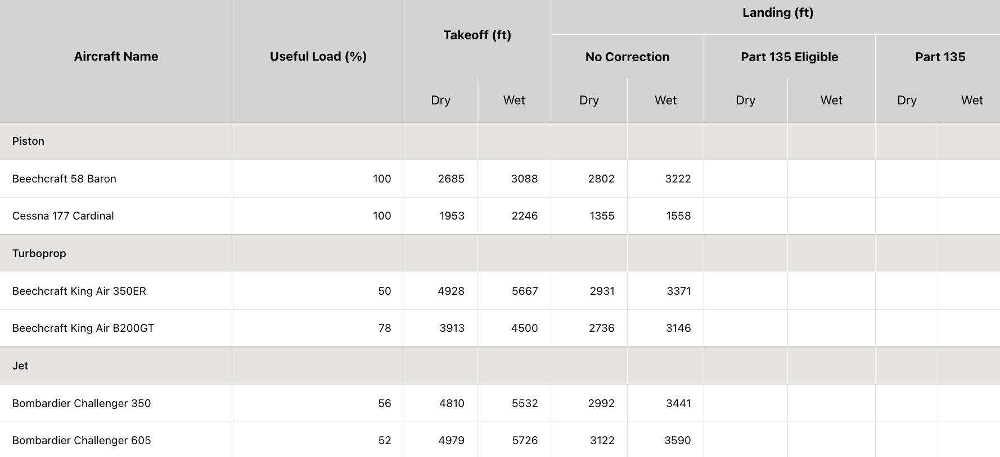 Landing (ft)
Takeoff (ft)
Aircraft Name Useful Load (%) No Correction Part 135 Eligible Part 135
Dry Wet Dry Wet Dry Wet Dry Wet
Piston
Beechcraft 58 Baron 100 2685 3088 2802 3222
Cessna 177 Cardinal 100 1953 2246 1355 1558
Turboprop
Beechcraft King Air 350ER 50 4928 5667 2931 3371
Beechcraft King Air B200GT 78 3913 4500 2736 3146
Jet
Bombardier Challenger 350 56 4810 5532 2992 3441
Bombardier Challenger 605 52 4979 5726 3122 3590